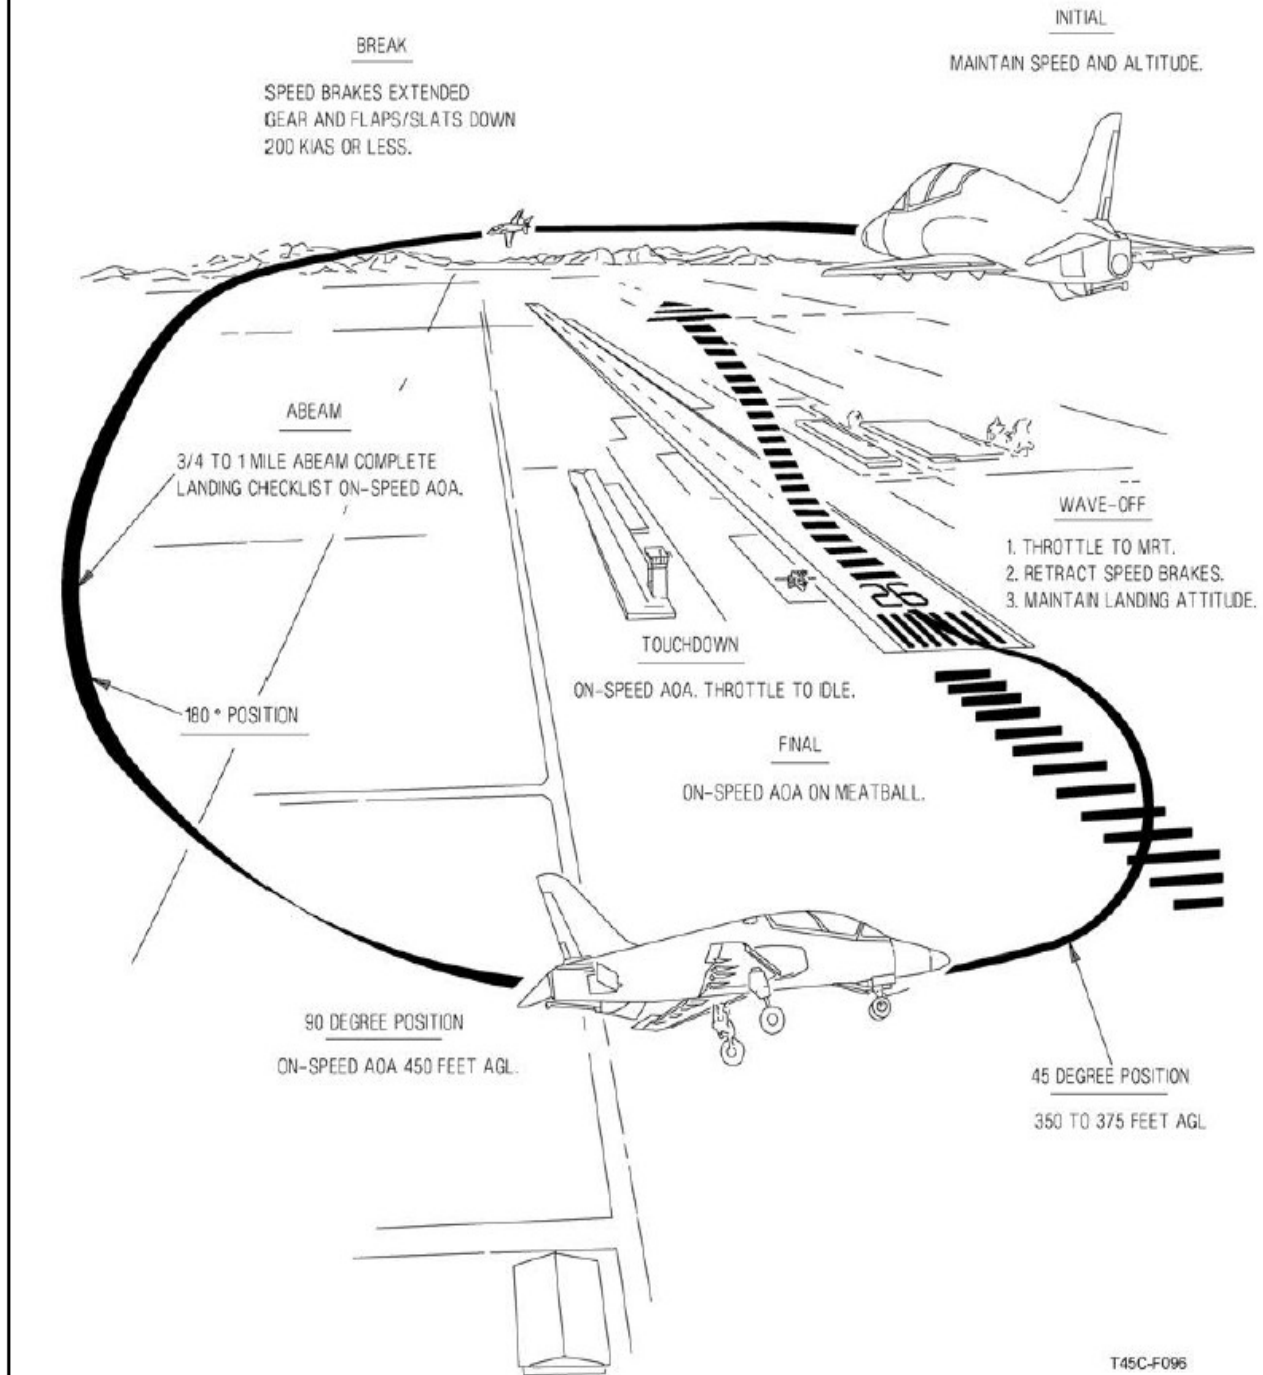 INITIAL
MAINTAIN SPEED AND ALTITUDE.
BREAK
SPEED BRAKES EXTENDED
GEAR AND FLAPS/SLATS DOWN
200 KIAS OR LESS.
ABEAM
3/4 TO 1 MILE ABEAM COMPLETE
LANDING CHECKLIST ON-SPEED AOA.
180° POSITION
WAVE-OFF
1. THROTTLE TO MRT.
2. RETRACT SPEED BRAKES.
3. MAINTAIN LANDING ATTITUDE.
TOUCHDOWN
ON-SPEED AOA. THROTTLE TO IDLE.
FINAL
ON-SPEED AOA ON MEATBALL.
90 DEGREE POSITION
ON-SPEED AOA 450 FEET AGL.
45 DEGREE POSITION
350 TO 375 FEET AGL
T45C-F096